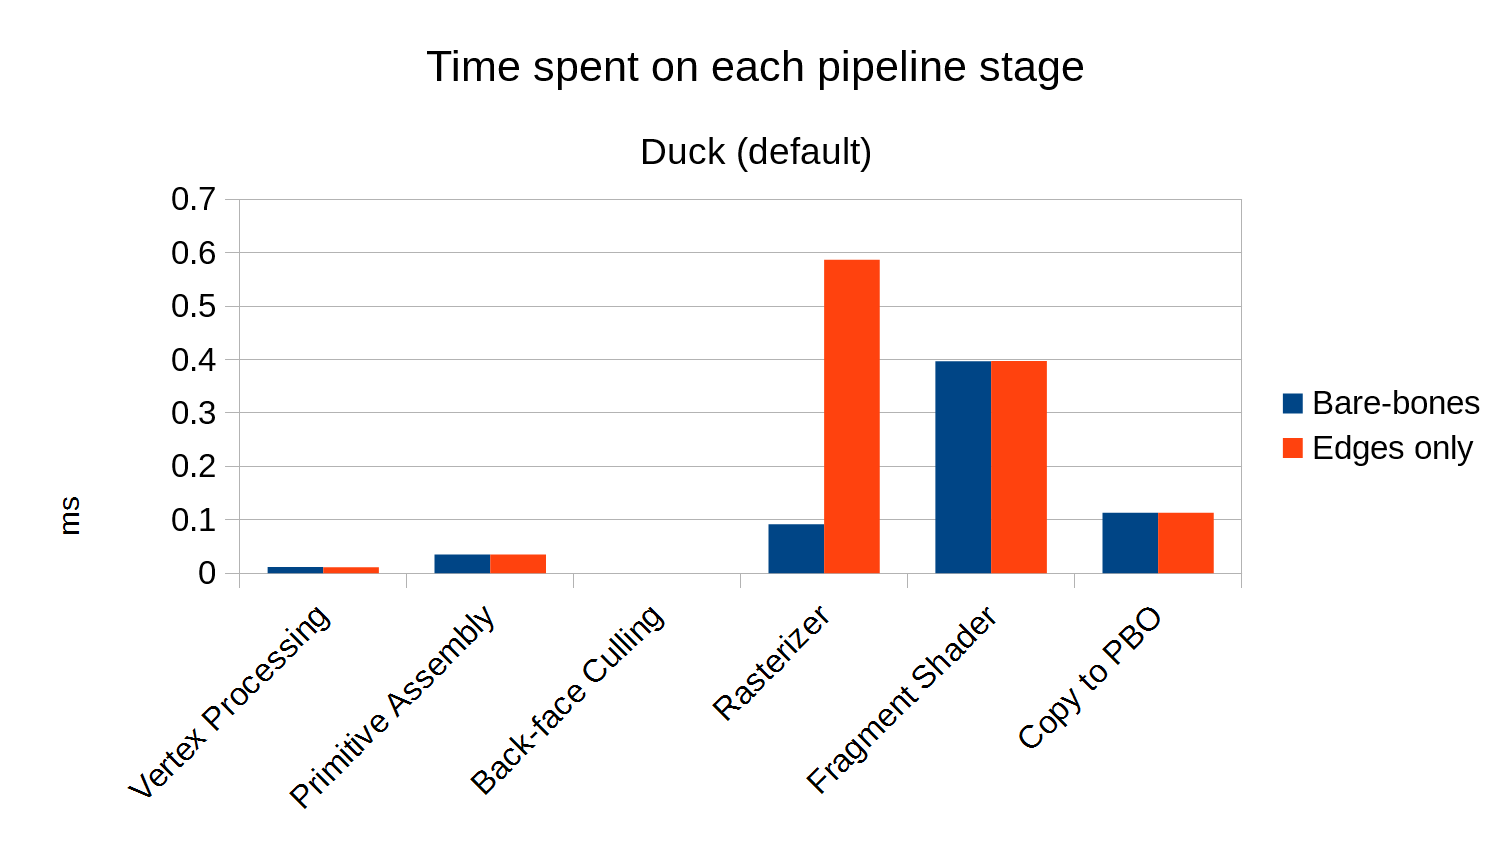 Time spent on each pipeline stage
Duck (default)
0.7
0.6
0.5
0.4
0.3
0.2
0.1
0
ms
Vertex Processing
Primitive Assembly
Back-face Culling
Rasterizer
Fragment Shader
Copy to PBO
Bare-bones
Edges only